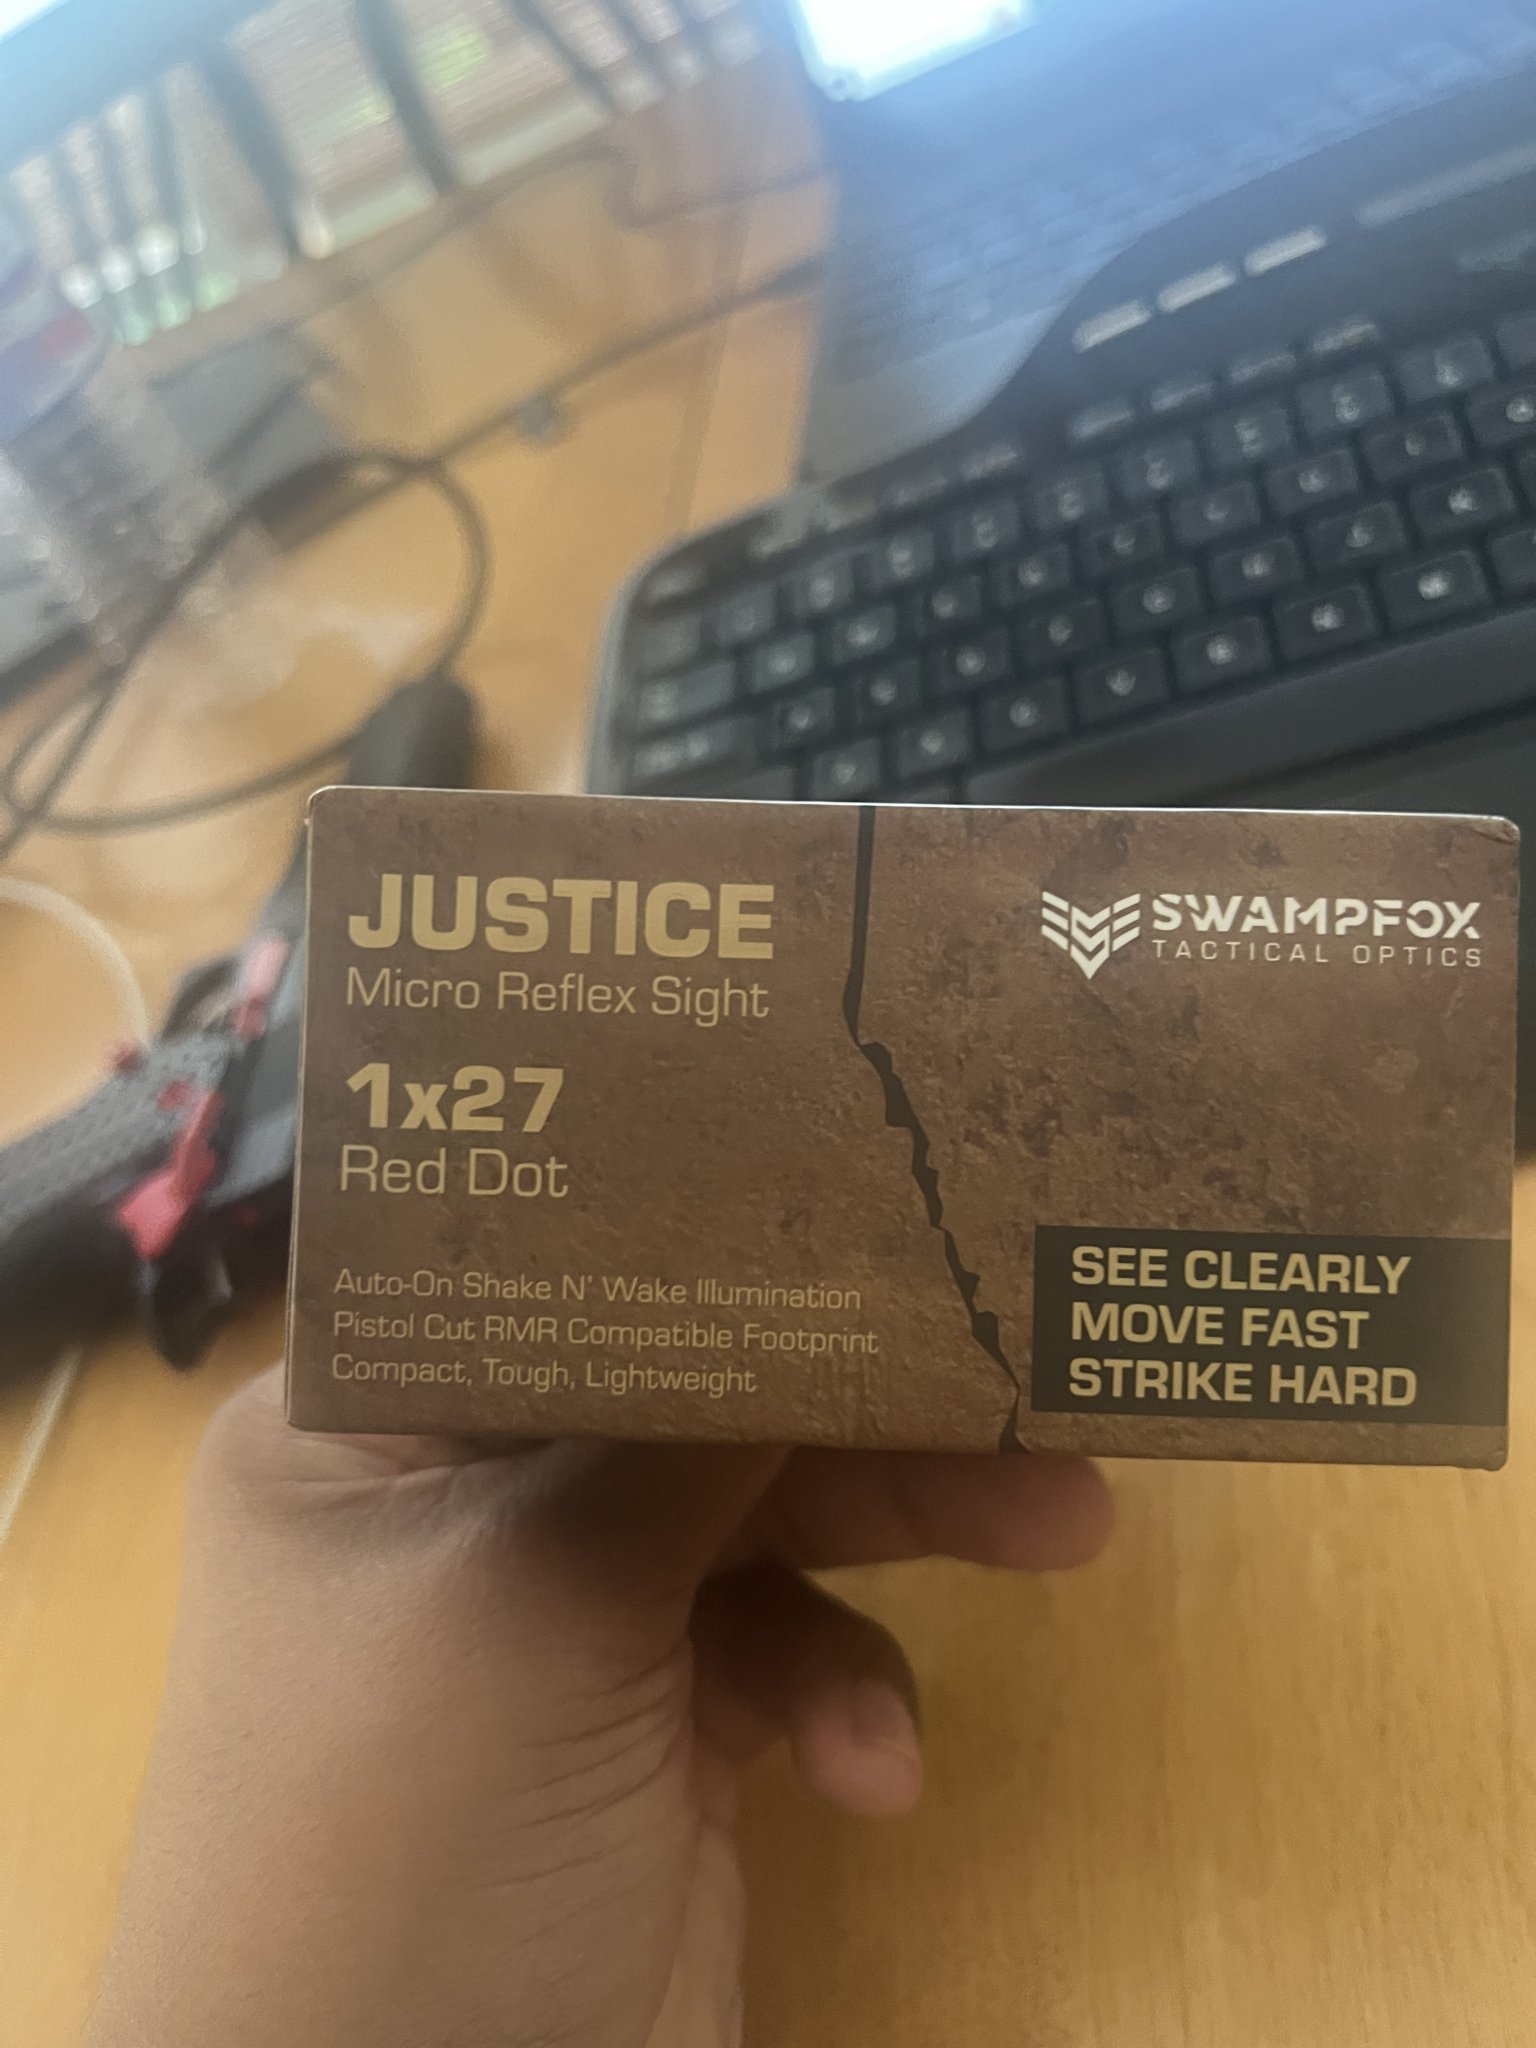 JUSTICE
Micro Reflex Sight
1x27
Red Dot
Auto-On Shake N' Wake Illumination
Pistol Cut RMR Compatible Footprint
Compact, Tough, Lightweight
SWAMPFOX
TACTICAL OPTICS
SEE CLEARLY
MOVE FAST
STRIKE HARD